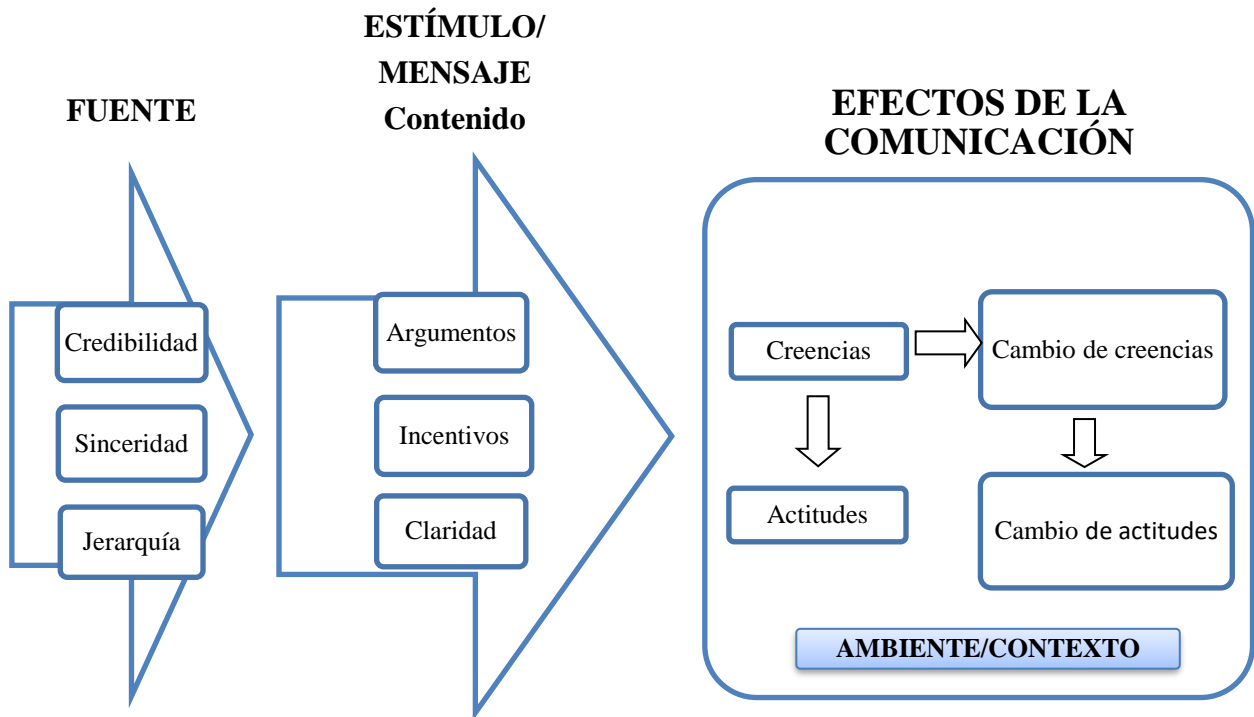 FUENTE
Credibilidad
Sinceridad
Jerarquía
ESTÍMULO/
MENSAJE
Contenido
Argumentos
Incentivos
Claridad
EFECTOS DE LA
COMUNICACIÓN
Creencias
Cambio de creencias
Actitudes
Cambio de actitudes
AMBIENTE/CONTEXTO